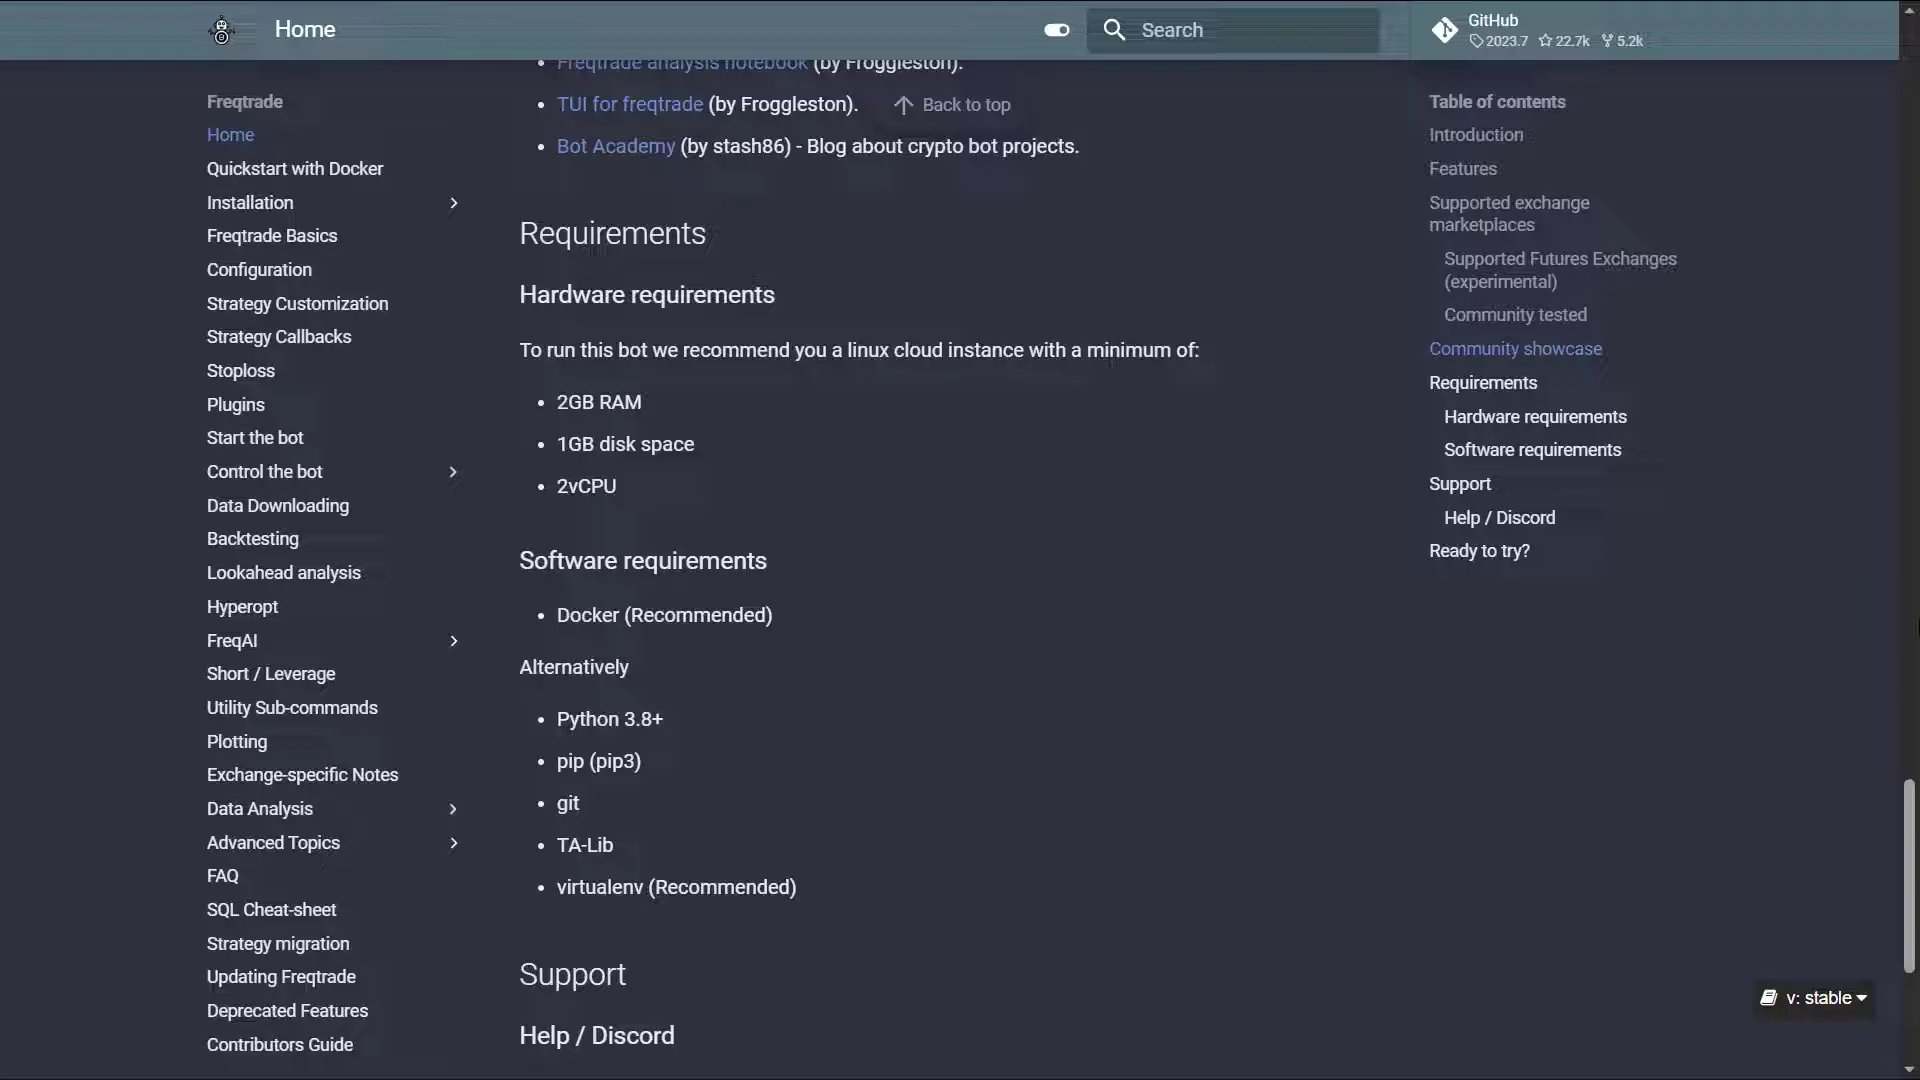 Home
Search
GitHub
2023.7 22.7k 5.2k
Freqtrade
Home
Quickstart with Docker
Installation
Freqtrade Basics
Configuration
Strategy Customization
Strategy Callbacks
Stoploss
Plugins
Start the bot
Control the bot
Data Downloading
Backtesting
Lookahead analysis
Hyperopt
FreqAI
Short / Leverage
Utility Sub-commands
Plotting
Exchange-specific Notes
Data Analysis
Advanced Topics
FAQ
SQL Cheat-sheet
Strategy migration
Updating Freqtrade
Deprecated Features
Contributors Guide
Freqtrade analysis notebook (by Froggleston).
TUI for freqtrade (by Froggleston).
Back to top
Bot Academy (by stash86) - Blog about crypto bot projects.
Requirements
Hardware requirements
To run this bot we recommend you a linux cloud instance with a minimum of:
2GB RAM
1GB disk space
2vCPU
Software requirements
Docker (Recommended)
Alternatively
Python 3.8+
pip (pip3)
git
TA-Lib
virtualenv (Recommended)
Support
Help / Discord
Table of contents
Introduction
Features
Supported exchange
marketplaces
Supported Futures Exchanges
(experimental)
Community tested
Community showcase
Requirements
Hardware requirements
Software requirements
Support
Help / Discord
Ready to try?
v: stable